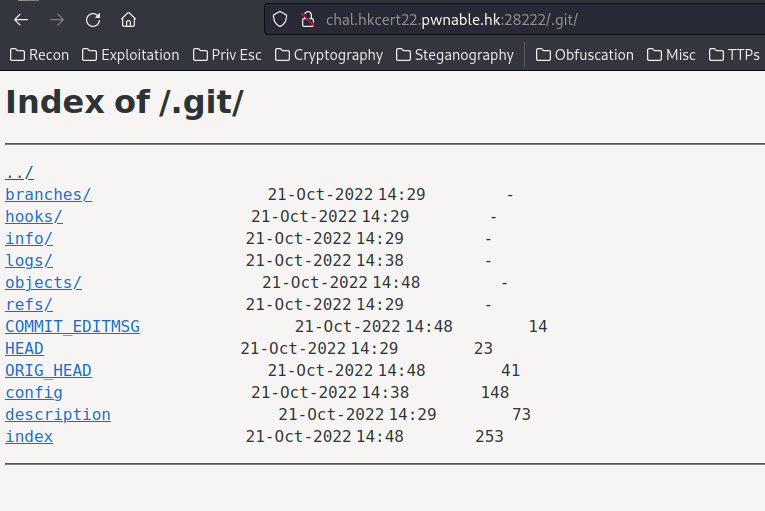 chal.hkcert22.pwnable.hk:28222/.git/
Recon Exploitation Priv Esc Cryptography Steganography Obfuscation Misc TTPs
Index of /.git/
../
branches/ 21-Oct-2022 14:29 -
hooks/ 21-Oct-2022 14:29 -
info/ 21-Oct-2022 14:29 -
logs/ 21-Oct-2022 14:38 -
objects/ 21-Oct-2022 14:48 -
refs/ 21-Oct-2022 14:29 -
COMMIT_EDITMSG 21-Oct-2022 14:48 14
HEAD 21-Oct-2022 14:29 23
ORIG_HEAD 21-Oct-2022 14:48 41
config 21-Oct-2022 14:38 148
description 21-Oct-2022 14:29 73
index 21-Oct-2022 14:48 253